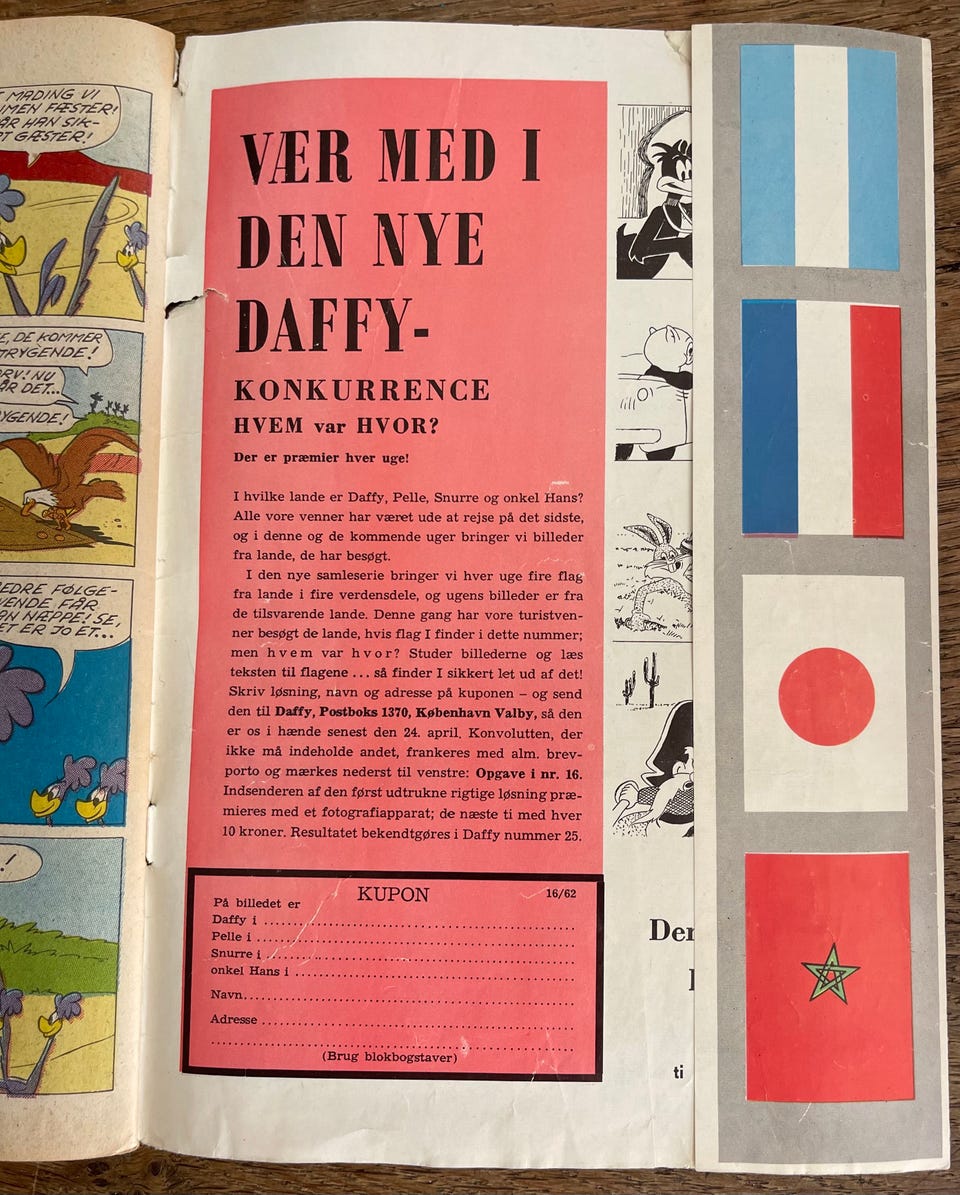 MADING VI
IMEN FÆSTER!
ÅR HAN SIK-
GÆSTER!
DE KOMMER
TRYGENDE!
NU
ÅR DET...
YGENDE!
EDRE FØLGE-
VENDE FÅR
AN NÆPPE! SE,
ET ER JO ET...
!
VÆR MED I
DEN NYE
DAFFY-
KONKURRENCE
HVEM var HVOR?
Der er præmier hver uge!
I hvilke lande er Daffy, Pelle, Snurre og onkel Hans?
Alle vore venner har været ude at rejse på det sidste,
og i denne og de kommende uger bringer vi billeder
fra lande, de har besøgt.
I den nye samleserie bringer vi hver uge fire flag
fra lande i fire verdensdele, og ugens billeder er fra
de tilsvarende lande. Denne gang har vore turistven-
ner besøgt de lande, hvis flag I finder i dette nummer;
men hvem var hvor? Studer billederne og læs
teksten til flagene ... så finder I sikkert let ud af det!
Skriv løsning, navn og adresse på kuponen – og send
den til Daffy, Postboks 1370, København Valby, så den
er os i hænde senest den 24. april. Konvolutten, der
ikke må indeholde andet, frankeres med alm. brev-
porto og mærkes nederst til venstre: Opgave i nr. 16.
Indsenderen af den først udtrukne rigtige løsning præ-
mieres med et fotografiapparat; de næste ti med hver
10 kroner. Resultatet bekendtgøres i Daffy nummer 25.
KUPON 16/62
På billedet er
Daffy i
Pelle i
Snurre i
onkel Hans i
Navn
Adresse
(Brug blokbogstaver)
Der
ti